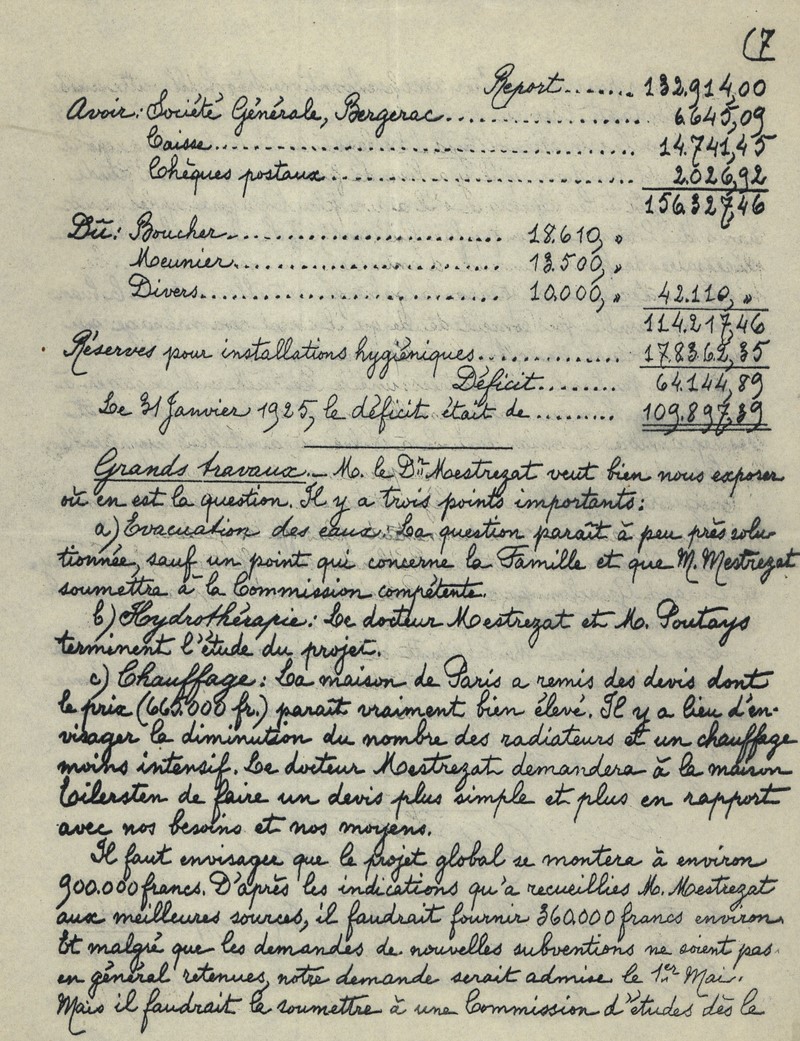 (7
Report....... 132.914,00
Avoir: Société Générale, Bergerac.................... 6.645,09
Caisse.......................................... 14.741,45
Chèques postaux.............................. 2.026,92
156.327,46
Dû: Boucher........................... 18.610, »
Meunier........................... 13.500, »
Divers............................. 10.000, » 42.110, »
114.217,46
Réserves pour installations hygiéniques............. 178.362,35
Déficit........ 64.144,89
Le 31 Janvier 1925, le déficit était de ......... 109.897,39
Grands travaux._ M. le Dr Mestrezat veut bien nous exposer
où en est la question. Il y a trois points importants:
a) Evacuation des eaux: La question paraît à peu près solu-
tionnée, sauf un point qui concerne la Famille et que M. Mestrezat
soumettra à la Commission compétente.
b) Hydrothérapie: Le docteur Mestrezat et M. Poutays
terminent l'étude du projet.
c) Chauffage: La maison de Paris a remis des devis dont
le prix (665.000 fr.) paraît vraiment bien élevé. Il y a lieu d'en-
visager la diminution du nombre des radiateurs et un chauffage
moins intensif. Le docteur Mestrezat demandera à la maison
Eilersten de faire un devis plus simple et plus en rapport
avec nos besoins et nos moyens.
Il faut envisager que le projet global se montera à environ
900.000 francs. D'après les indications qu'a recueillies M. Mestrezat
aux meilleures sources, il faudrait fournir 360.000 francs environ.
Et malgré que les demandes de nouvelles subventions ne soient pas
en général retenues, notre demande serait admise le 1er Mai.
Mais il faudrait la soumettre à une Commission d'études dès le